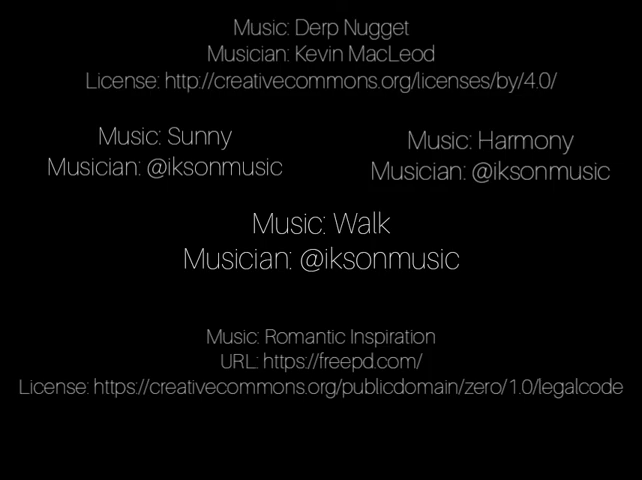 Music: Derp Nugget
Musician: Kevin MacLeod
License: http://creativecommons.org/licenses/by/4.0/
Music: Sunny
Musician: @iksonmusic
Music: Harmony
Musician: @iksonmusic
Music: Walk
Musician: @iksonmusic
Music: Romantic Inspiration
URL: https://freepd.com/
License: https://creativecommons.org/publicdomain/zero/1.0/legalcode